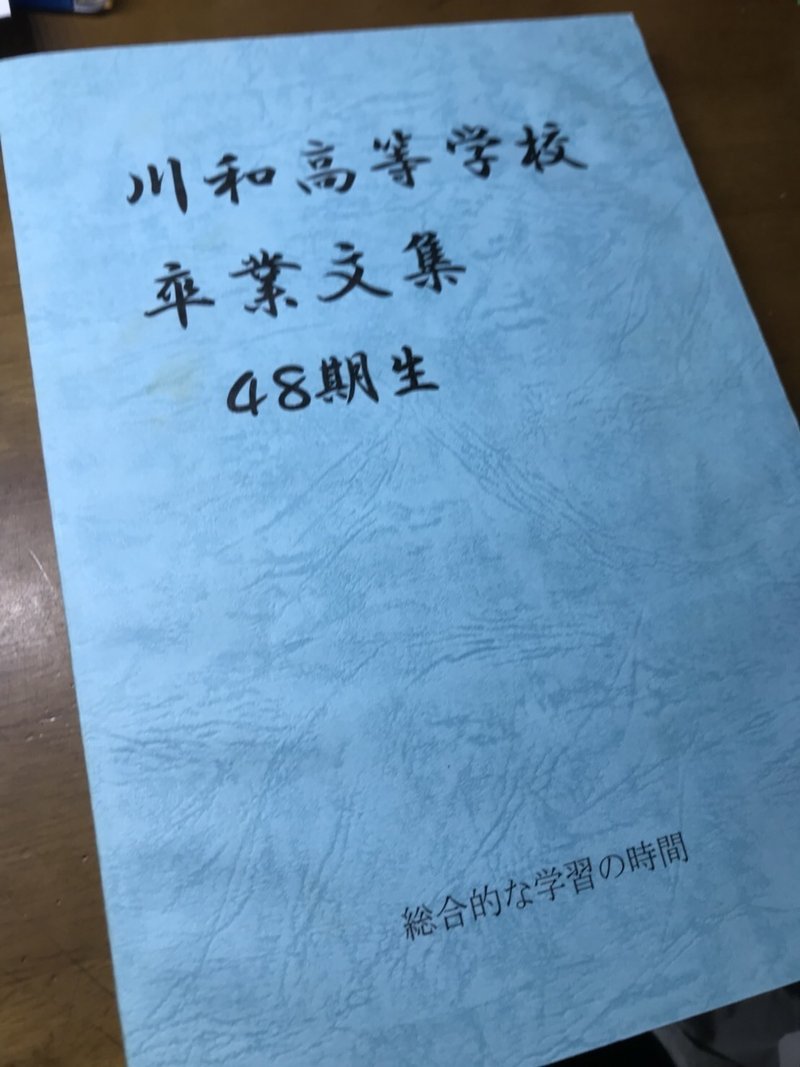 川和高等学校
卒業文集
48期生
総合的な学習の時間